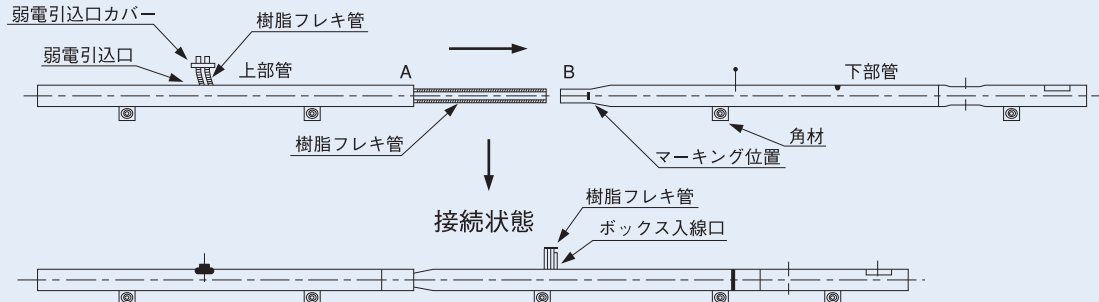 弱電引込口カバー
樹脂フレキ管
弱電引込口
上部管
A
B
下部管
樹脂フレキ管
角材
マーキング位置
接続状態
樹脂フレキ管
ボックス入線口